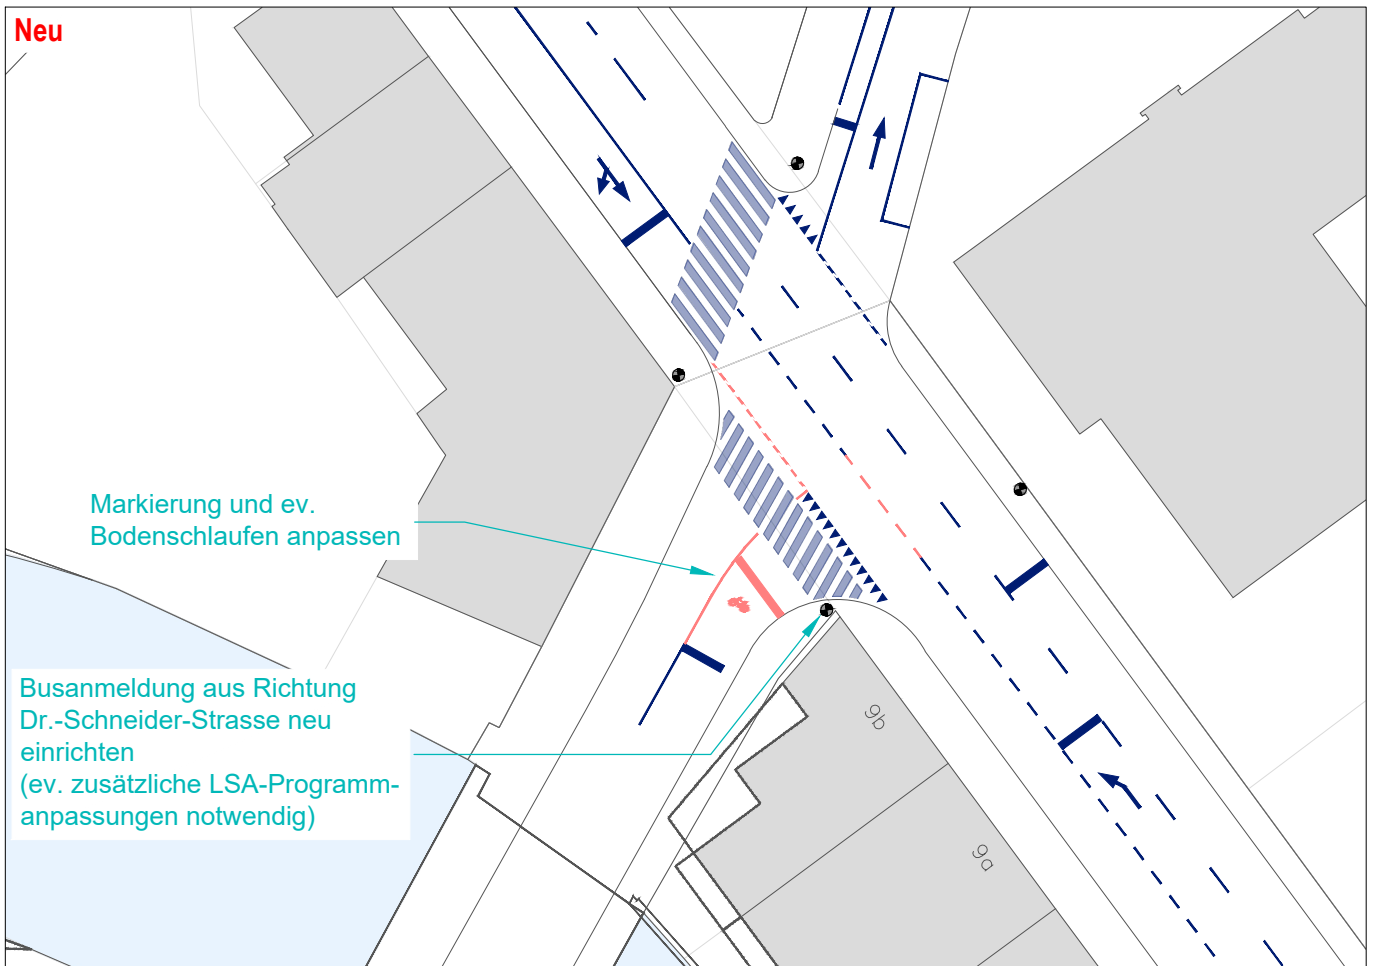 Neu
Markierung und ev.
Bodenschlaufen anpassen
Busanmeldung aus Richtung
Dr.-Schneider-Strasse neu
einrichten
(ev. zusätzliche LSA-Programm-
anpassungen notwendig)
9b
9a